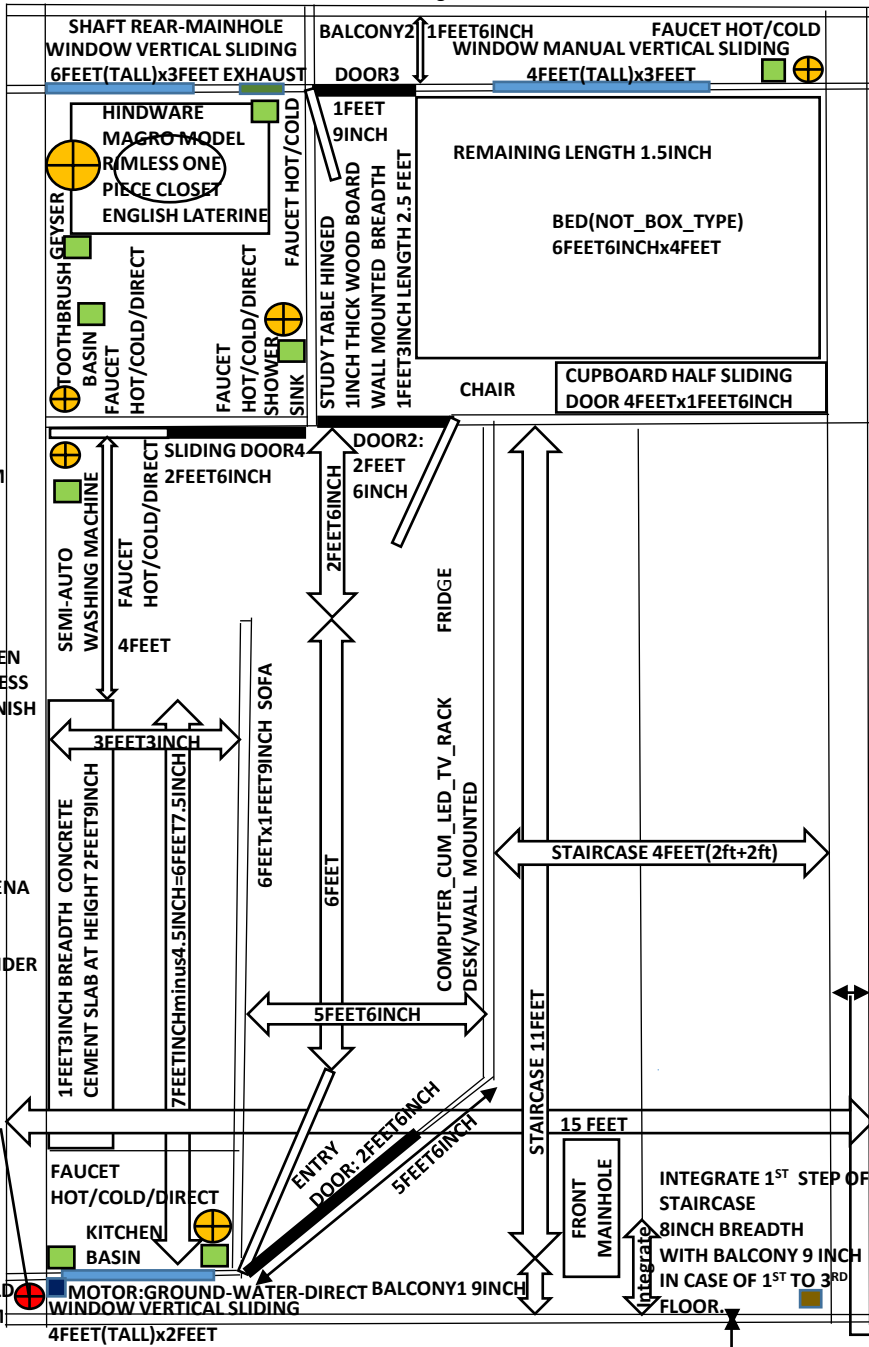 SHAFT REAR-MAINHOLE
WINDOW VERTICAL SLIDING
6FEET(TALL)x3FEET EXHAUST
BALCONY2 1FEET6INCH
FAUCET HOT/COLD
WINDOW MANUAL VERTICAL SLIDING
4FEET(TALL)x3FEET
DOOR3
1FEET
9INCH
HINDWARE
MAGRO MODEL
RIMLESS ONE
PIECE CLOSET
ENGLISH LATERINE
FAUCET HOT/COLD
REMAINING LENGTH 1.5INCH
BED(NOT_BOX_TYPE)
6FEET6INCHx4FEET
GEYSER
TOOTHBRUSH
BASIN
FAUCET
HOT/COLD/DIRECT
FAUCET
HOT/COLD/DIRECT
SHOWER
SINK
STUDY TABLE HINGED
1INCH THICK WOOD BOARD
WALL MOUNTED BREADTH
1FEET3INCH LENGTH 2.5 FEET
CHAIR
CUPBOARD HALF SLIDING
DOOR 4FEETx1FEET6INCH
SLIDING DOOR4
2FEET6INCH
DOOR2:
2FEET
6INCH
2FEET6INCH
SEMI-AUTO
WASHING MACHINE
FAUCET
HOT/COLD/DIRECT
4FEET
FRIDGE
EN
ESS
NISH
3FEET3INCH
6FEETx1FEET9INCH SOFA
1FEET3INCH BREADTH CONCRETE
CEMENT SLAB AT HEIGHT 2FEET9INCH
7FEETINCHminus4.5INCH=6FEET7.5INCH
6FEET
COMPUTER_CUM_LED_TV_RACK
DESK/WALL MOUNTED
STAIRCASE 4FEET(2ft+2ft)
ENA
DER
5FEET6INCH
STAIRCASE 11FEET
15 FEET
ENTRY
DOOR: 2FEET6INCH
5FEET6INCH
FAUCET
HOT/COLD/DIRECT
KITCHEN
BASIN
FRONT
MAINHOLE
Integrate
INTEGRATE 1ST STEP OF
STAIRCASE
8INCH BREADTH
WITH BALCONY 9 INCH
IN CASE OF 1ST TO 3RD
FLOOR.
MOTOR:GROUND-WATER-DIRECT
BALCONY1 9INCH
WINDOW VERTICAL SLIDING
4FEET(TALL)x2FEET